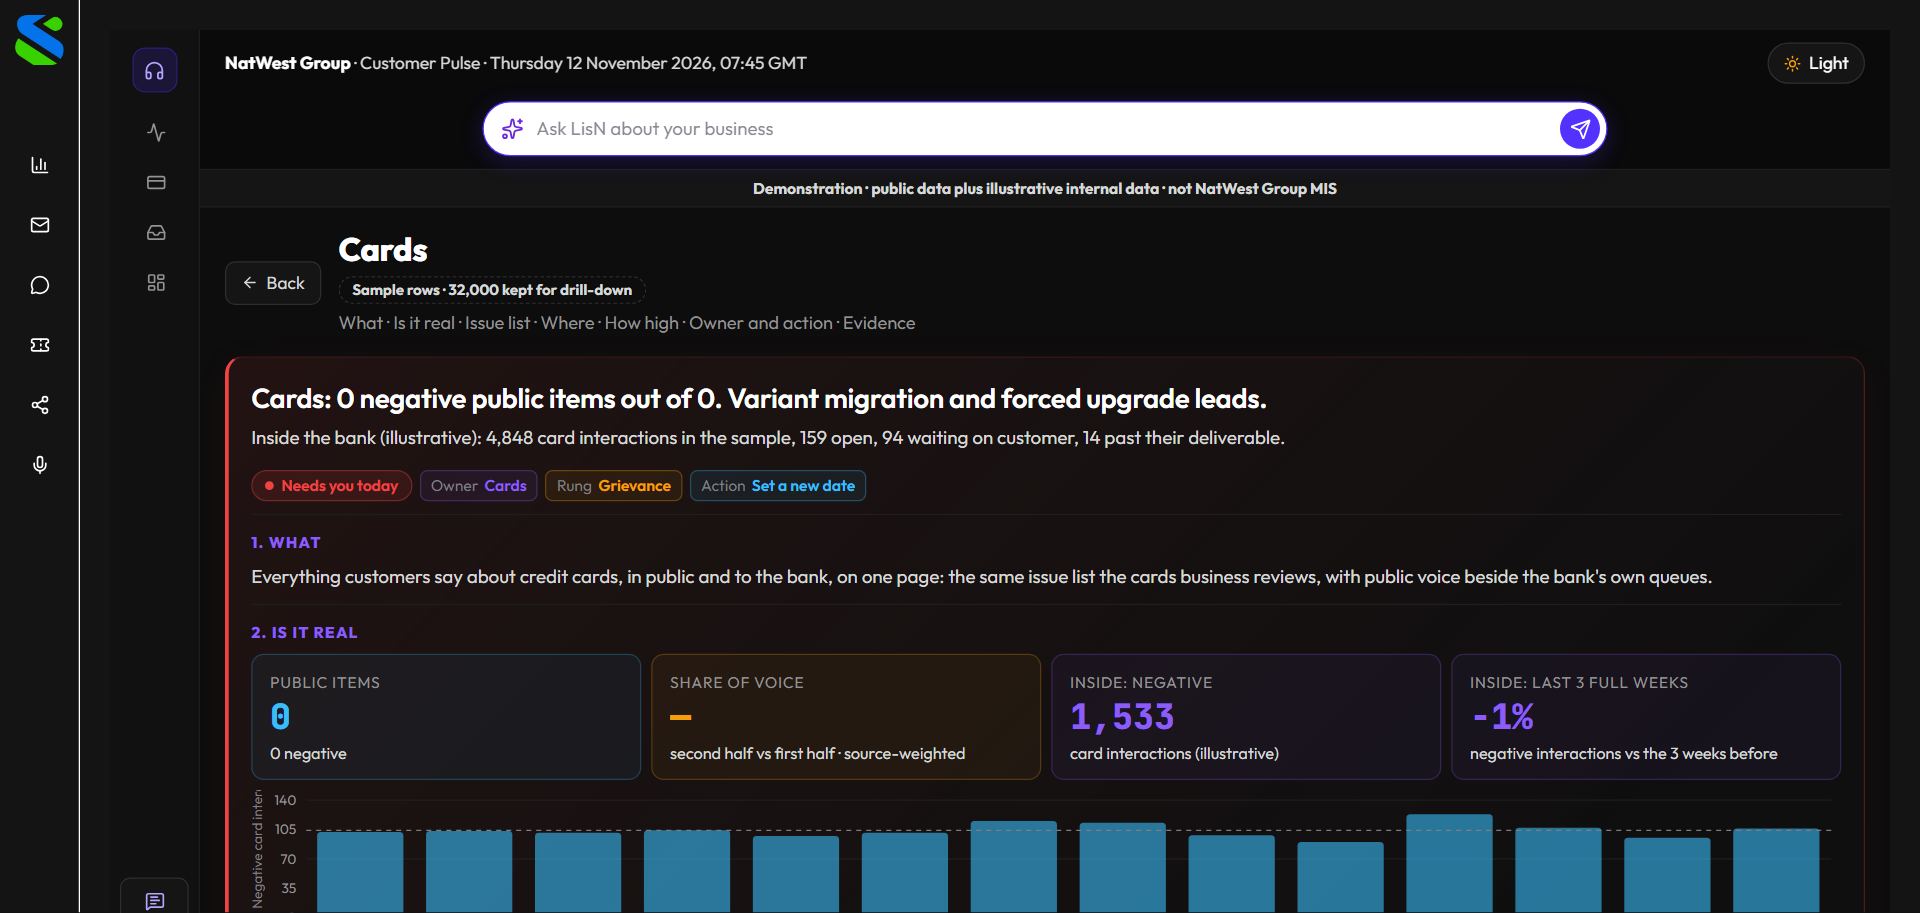 NatWest Group · Customer Pulse · Thursday 12 November 2026, 07:45 GMT
Light
Ask LisN about your business
Demonstration · public data plus illustrative internal data · not NatWest Group MIS
Back
Cards
Sample rows · 32,000 kept for drill-down
What · Is it real · Issue list · Where · How high · Owner and action · Evidence
Cards: 0 negative public items out of 0. Variant migration and forced upgrade leads.
Inside the bank (illustrative): 4,848 card interactions in the sample, 159 open, 94 waiting on customer, 14 past their deliverable.
Needs you today
Owner Cards
Rung Grievance
Action Set a new date
1. WHAT
Everything customers say about credit cards, in public and to the bank, on one page: the same issue list the cards business reviews, with public voice beside the bank's own queues.
2. IS IT REAL
PUBLIC ITEMS
0
0 negative
SHARE OF VOICE
–
second half vs first half · source-weighted
INSIDE: NEGATIVE
1,533
card interactions (illustrative)
INSIDE: LAST 3 FULL WEEKS
-1%
negative interactions vs the 3 weeks before
Negative card inter
140
105
70
35